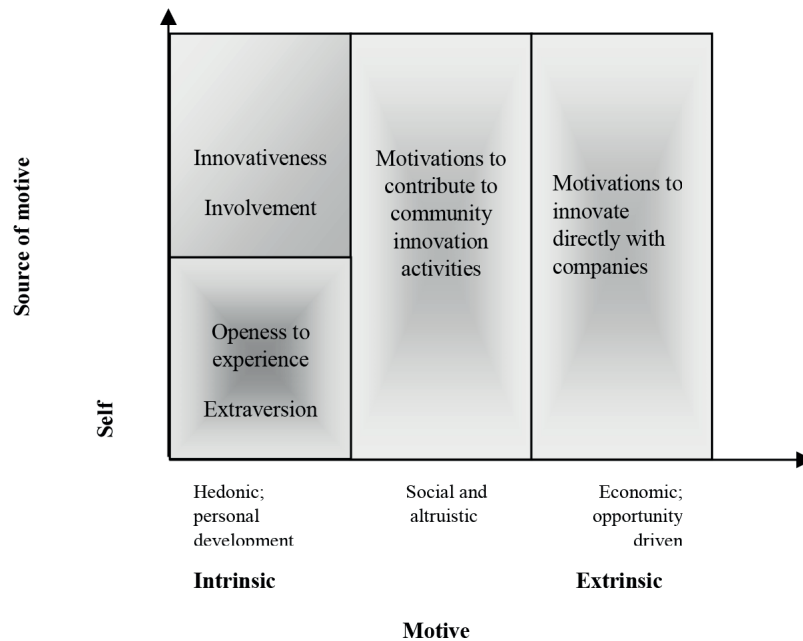 Source of motive
Self
Innovativeness
Involvement
Openess to
experience
Extraversion
Motivations to
contribute to
community
innovation
activities
Motivations to
innovate
directly with
companies
Hedonic;
personal
development
Social and
altruistic
Economic;
opportunity
driven
Intrinsic
Extrinsic
Motive